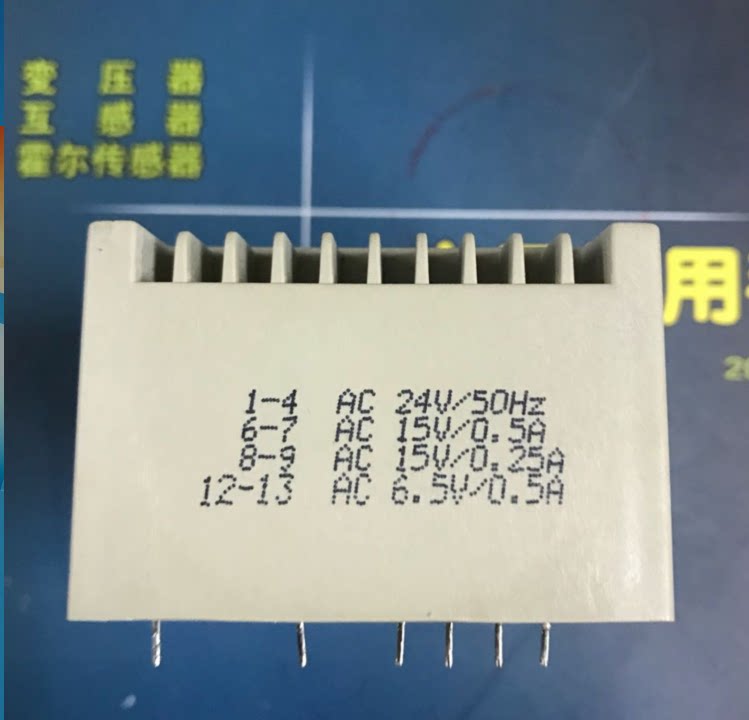 变 压 器
互 感 器
霍尔传感器
用
20
1-4 AC 24V/50Hz
6-7 AC 15V/0.5A
8-9 AC 15V/0.25A
12-13 AC 6.5V/0.5A